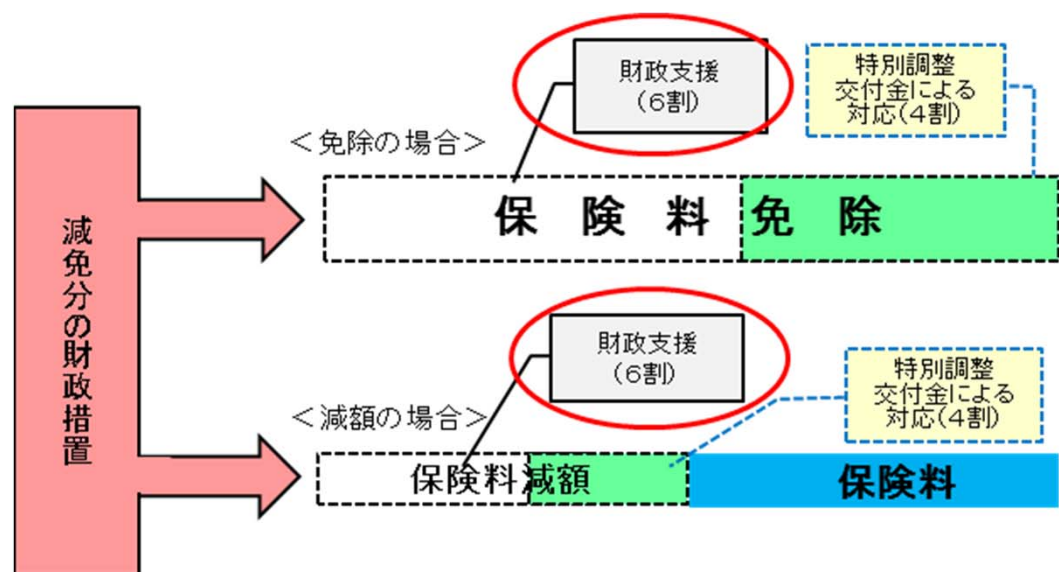 減免分の財政措置
財政支援
(6割)
特別調整
交付金による
対応(4割)
＜免除の場合＞
保険料免除
財政支援
(6割)
特別調整
交付金による
対応(4割)
＜減額の場合＞
保険料減額
保険料